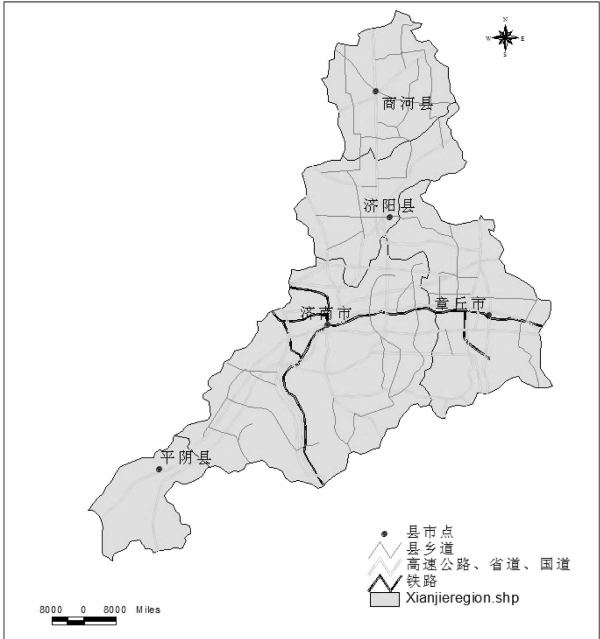 N
W E
S
商河县
济阳县
济南市
章丘市
平阴县
县市点
县乡道
高速公路、省道、国道
铁路
Xianjieregion.shp
8000 0 8000 Miles